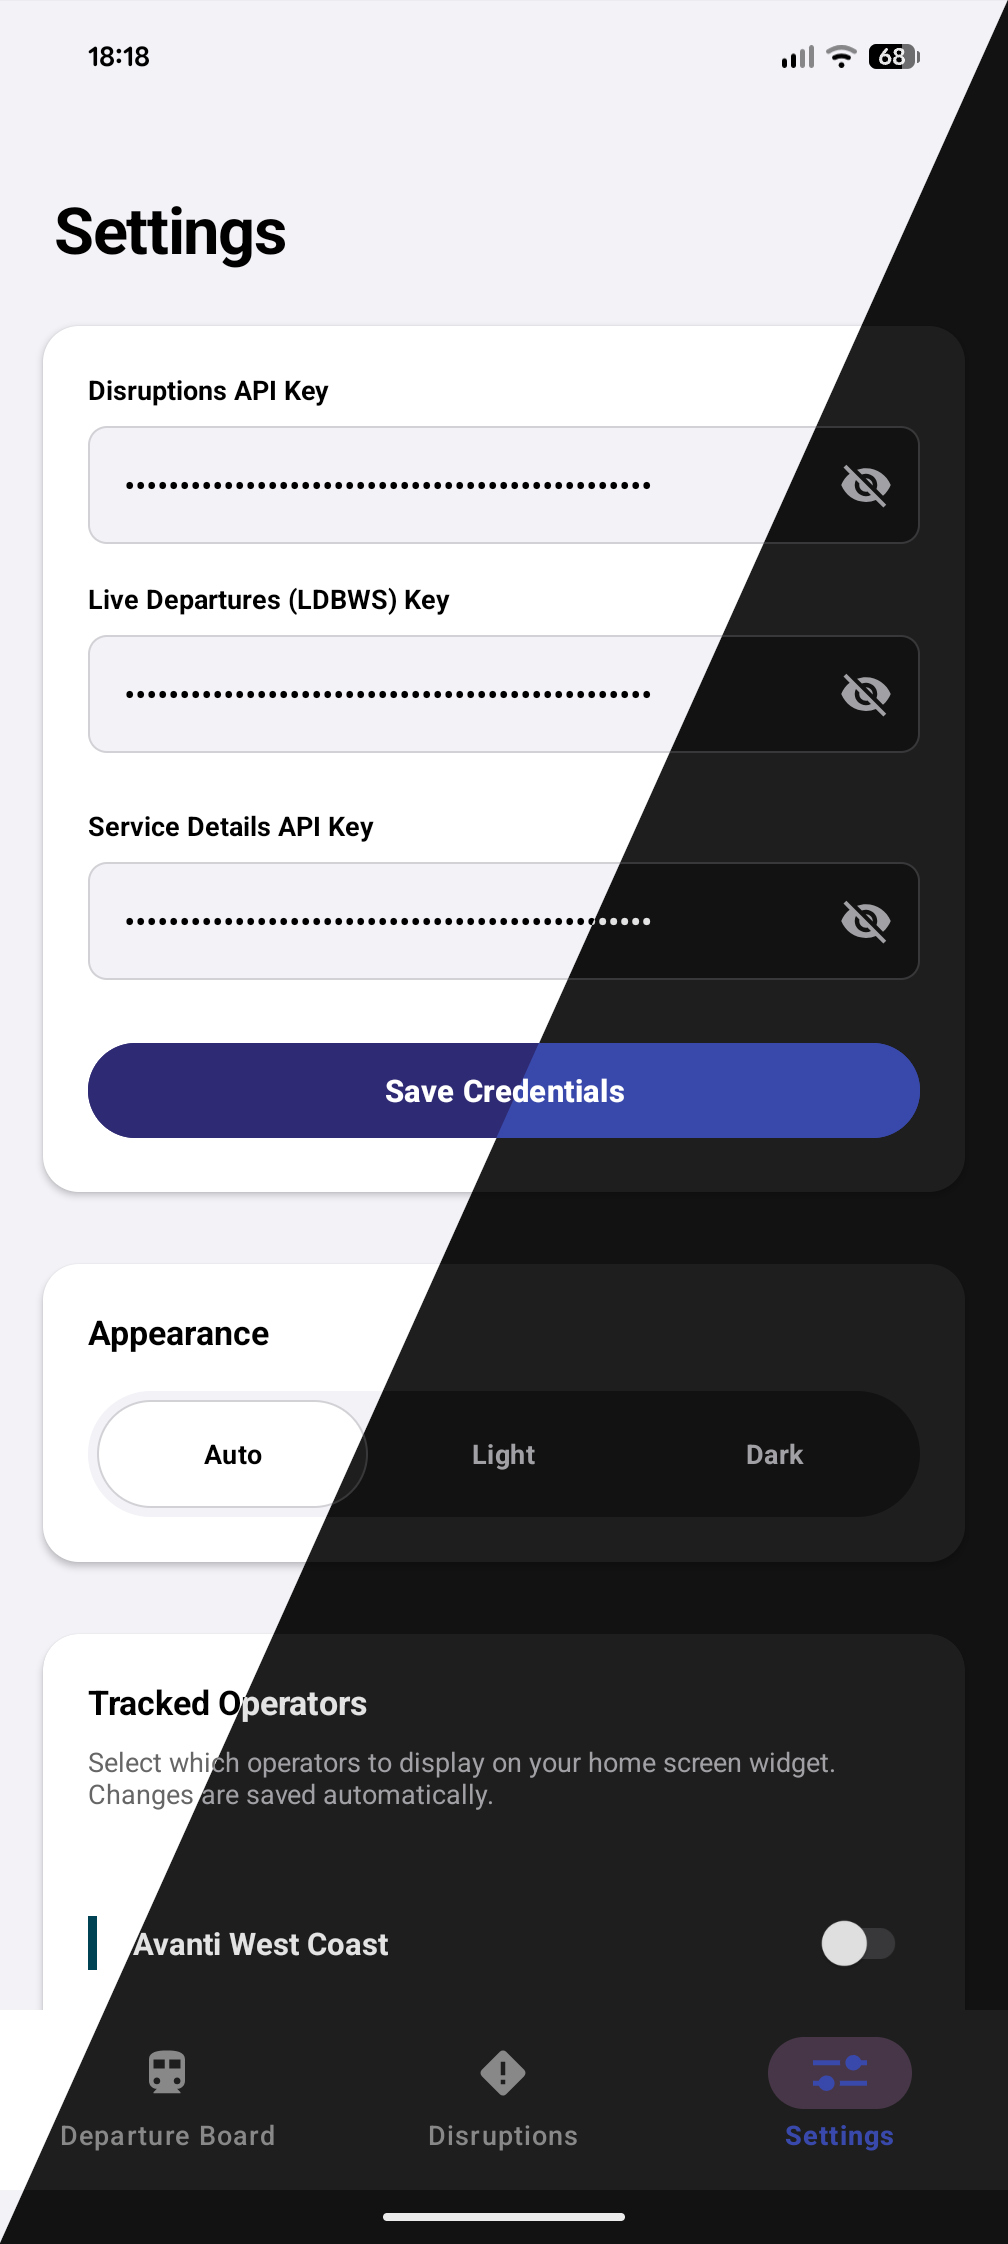 18:18
68
Settings
Disruptions API Key
••••••••••••••••••••••••••••••••••••••••••••••••
Live Departures (LDBWS) Key
••••••••••••••••••••••••••••••••••••••••••••••••
Service Details API Key
••••••••••••••••••••••••••••••••••••••••••••••••
Save Credentials
Appearance
Auto Light Dark
Tracked Operators
Select which operators to display on your home screen widget.
Changes are saved automatically.
Avanti West Coast
Departure Board Disruptions Settings